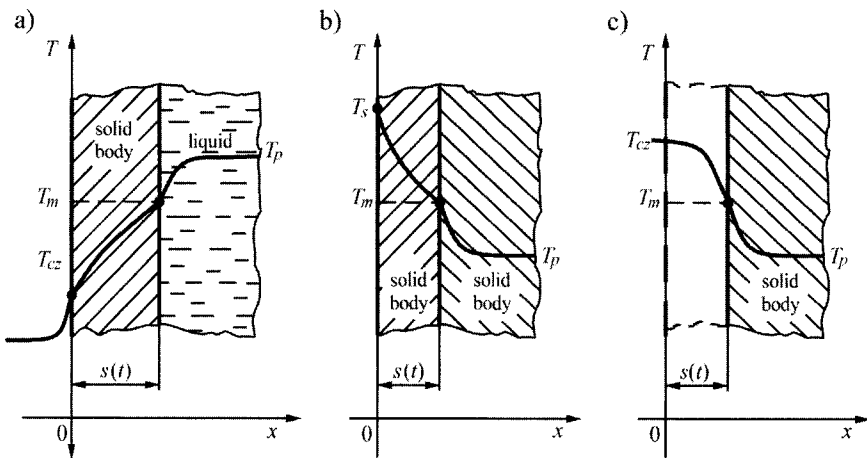 a)
T
solid
body
liquid
T_p
T_m
T_cz
s(t)
0
x
b)
T
T_s
T_m
T_p
solid
body
solid
body
s(t)
0
x
c)
T
T_cz
T_m
T_p
solid
body
s(t)
0
x